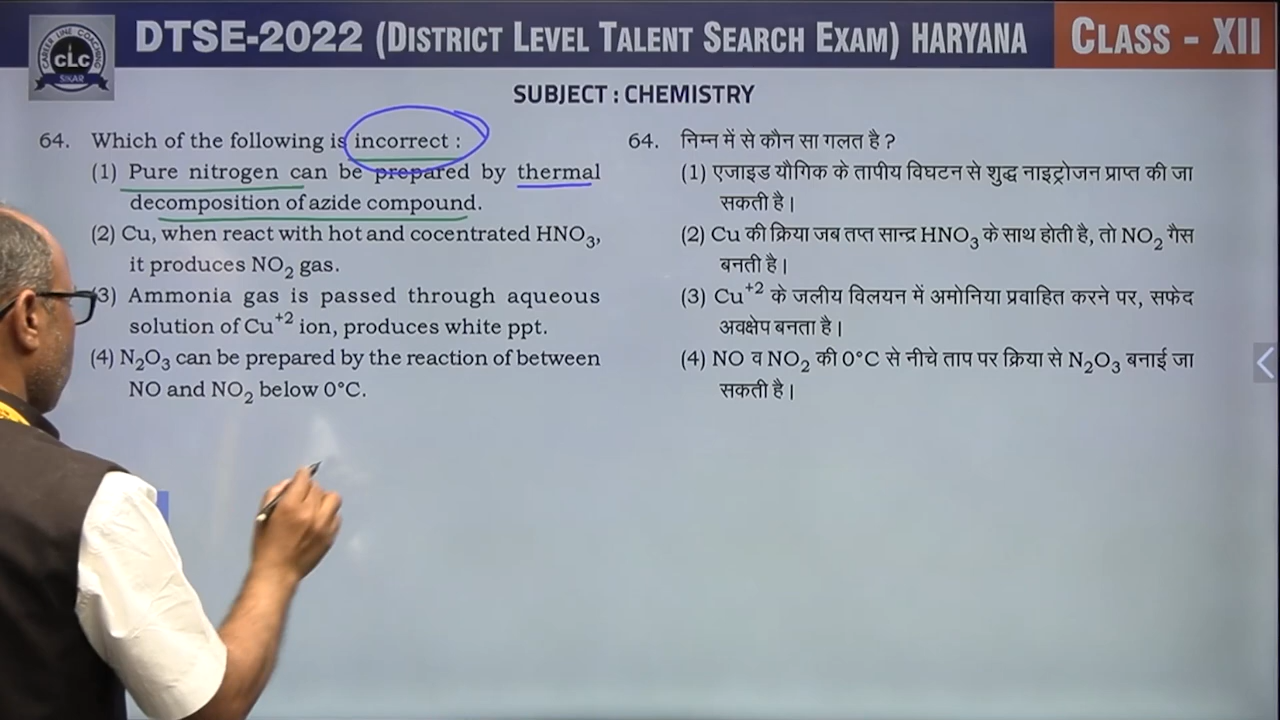 CAREER LINE COACHING
CLC
SIKAR
DTSE-2022 (DISTRICT LEVEL TALENT SEARCH EXAM) HARYANA
CLASS - XII
SUBJECT : CHEMISTRY
64. Which of the following is incorrect :
(1) Pure nitrogen can be prepared by thermal
decomposition of azide compound.
(2) Cu, when react with hot and cocentrated HNO₃,
it produces NO₂ gas.
3) Ammonia gas is passed through aqueous
solution of Cu⁺² ion, produces white ppt.
(4) N₂O₃ can be prepared by the reaction of between
NO and NO₂ below 0°C.
64. निम्न में से कौन सा गलत है ?
(1) एजाइड यौगिक के तापीय विघटन से शुद्ध नाइट्रोजन प्राप्त की जा
सकती है।
(2) Cu की क्रिया जब तप्त सान्द्र HNO₃ के साथ होती है, तो NO₂ गैस
बनती है।
(3) Cu⁺² के जलीय विलयन में अमोनिया प्रवाहित करने पर, सफेद
अवक्षेप बनता है।
(4) NO व NO₂ की 0°C से नीचे ताप पर क्रिया से N₂O₃ बनाई जा
सकती है।